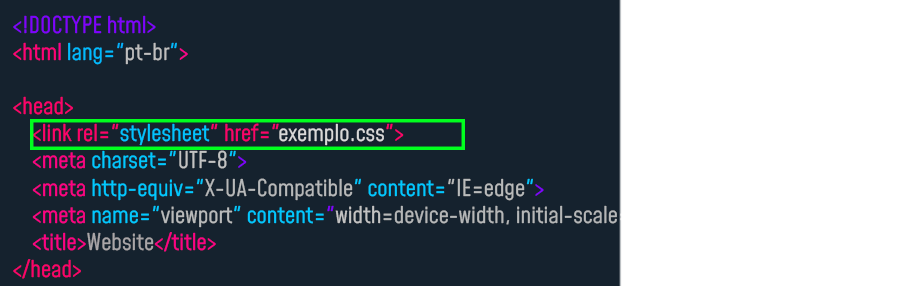 <!DOCTYPE html>
<html lang="pt-br">
<head>
<link rel="stylesheet" href="exemplo.css">
<meta charset="UTF-8">
<meta http-equiv="X-UA-Compatible" content="IE=edge">
<meta name="viewport" content="width=device-width, initial-scale
<title>Website</title>
</head>